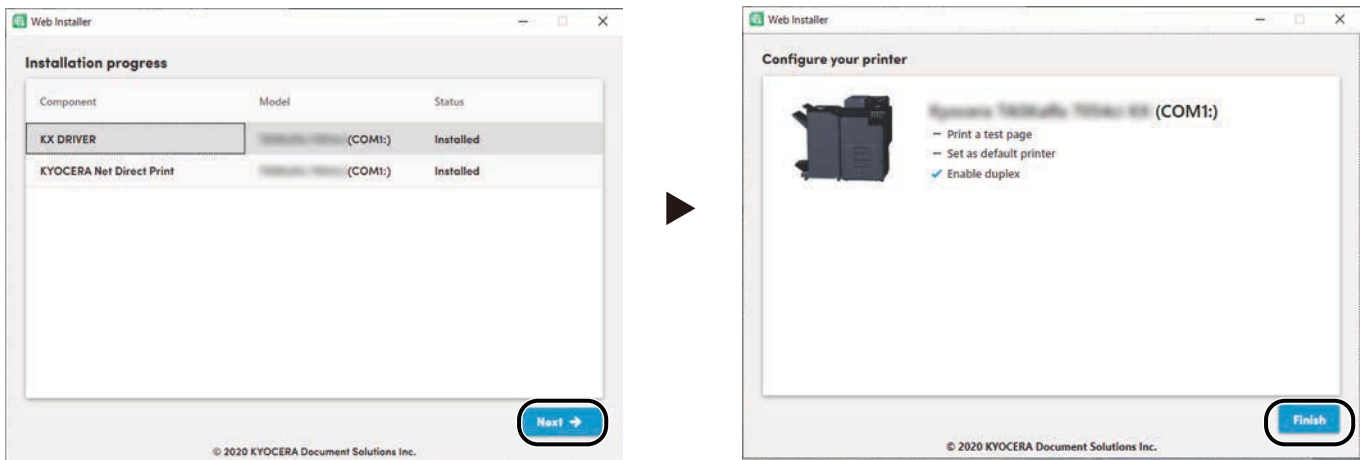 Web Installer
Installation progress
Component Model Status
KX DRIVER (COM1:) Installed
KYOCERA Net Direct Print (COM1:) Installed
Next →
© 2020 KYOCERA Document Solutions Inc.
Web Installer
Configure your printer
(COM1:)
Print a test page
Set as default printer
Enable duplex
Finish
© 2020 KYOCERA Document Solutions Inc.